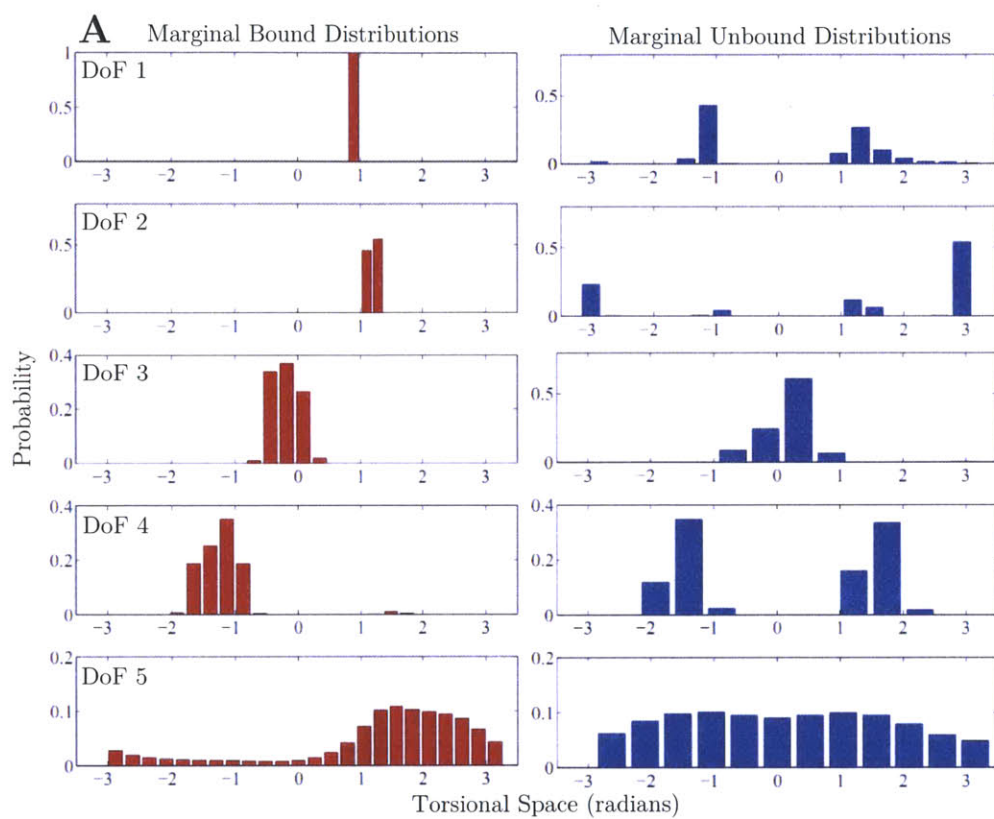 A Marginal Bound Distributions Marginal Unbound Distributions
1
DoF 1
0.5
0.5
0
0
−3 −2 −1 0 1 2 3
−3 −2 −1 0 1 2 3
DoF 2
0.5
0.5
0
0
−3 −2 −1 0 1 2 3
−3 −2 −1 0 1 2 3
Probability
0.4
DoF 3
0.5
0.2
0
0
−3 −2 −1 0 1 2 3
−3 −2 −1 0 1 2 3
0.4
0.4
DoF 4
0.2
0.2
0
0
−3 −2 −1 0 1 2 3
−3 −2 −1 0 1 2 3
0.2
0.2
DoF 5
0.1
0.1
0
0
−3 −2 −1 0 1 2 3
−3 −2 −1 0 1 2 3
Torsional Space (radians)